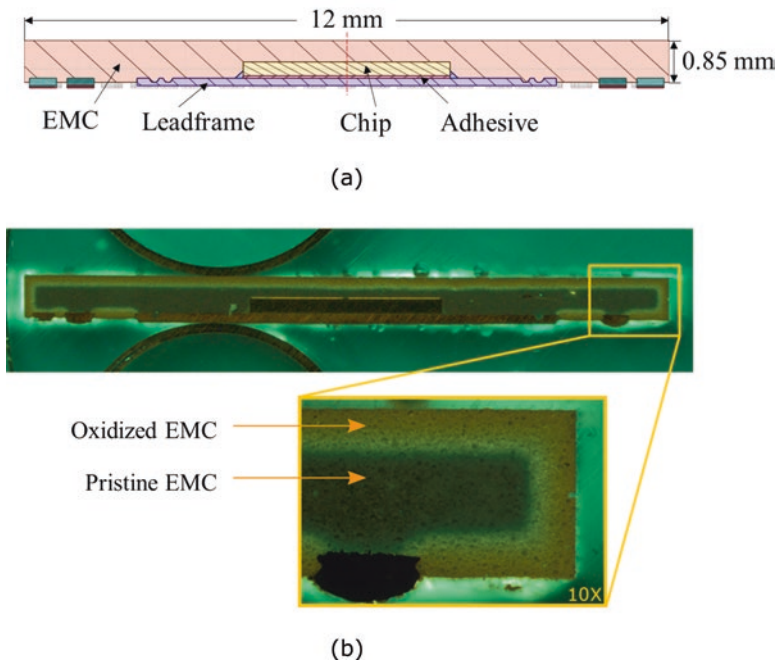 12 mm
0.85 mm
EMC
Leadframe
Chip
Adhesive
(a)
Oxidized EMC
Pristine EMC
10X
(b)